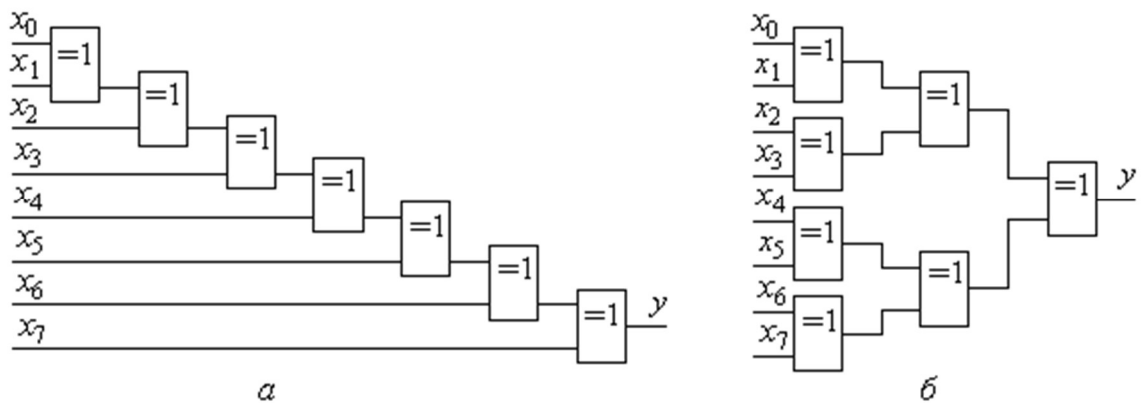 x₀
=1
x₁
=1
x₂
=1
x₃
=1
x₄
=1
x₅
=1
x₆
=1
x₇
y
а
x₀
=1
x₁
=1
x₂
=1
x₃
=1
y
x₄
=1
x₅
=1
x₆
=1
x₇
б